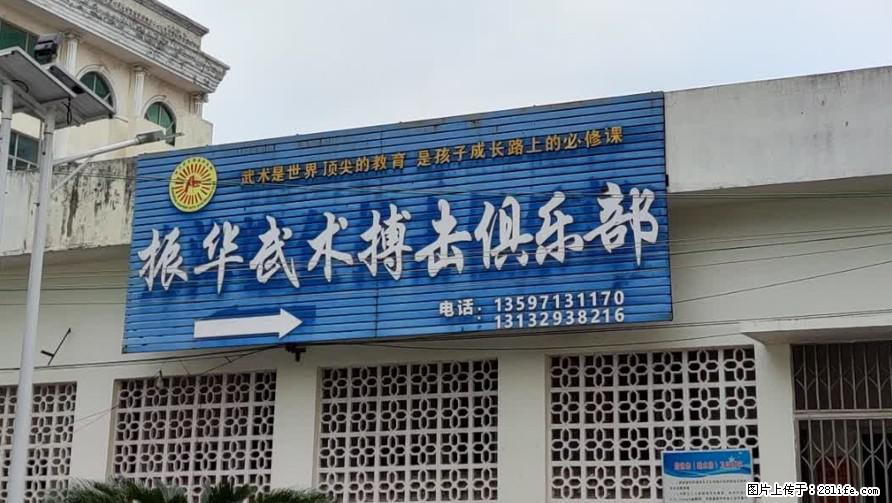 武术是世界顶尖的教育 是孩子成长路上的必修课
振华武术搏击俱乐部
电话：13597131170
13132938216
图片上传于：828life.com